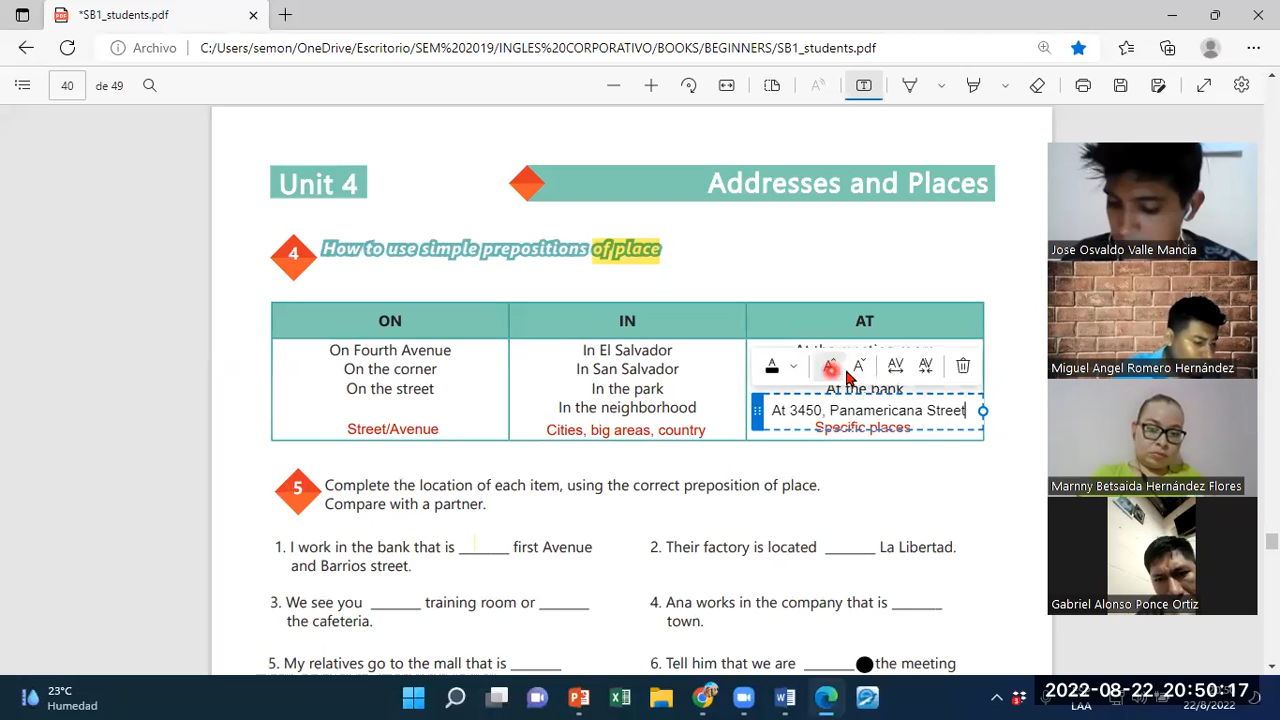 *SB1_students.pdf
Archivo
C:/Users/semon/OneDrive/Escritorio/SEM%202019/INGLES%20CORPORATIVO/BOOKS/BEGINNERS/SB1_students.pdf
40 de 49
Unit 4
Addresses and Places
4 How to use simple prepositions of place
ON IN AT
On Fourth Avenue
On the corner
On the street
Street/Avenue
In El Salvador
In San Salvador
In the park
In the neighborhood
Cities, big areas, country
At the bank
At 3450, Panamericana Street
Specific places
5 Complete the location of each item, using the correct preposition of place.
Compare with a partner.
1. I work in the bank that is ______ first Avenue
and Barrios street.
2. Their factory is located ______ La Libertad.
3. We see you ______ training room or ______
the cafeteria.
4. Ana works in the company that is ______
town.
5. My relatives go to the mall that is ______
6. Tell him that we are ______ the meeting
Jose Osvaldo Valle Mancia
Miguel Angel Romero Hernández
Marnny Betsaida Hernández Flores
Gabriel Alonso Ponce Ortiz
23°C
Humedad
LAA
2022-08-22 20:50:17
22/8/2022